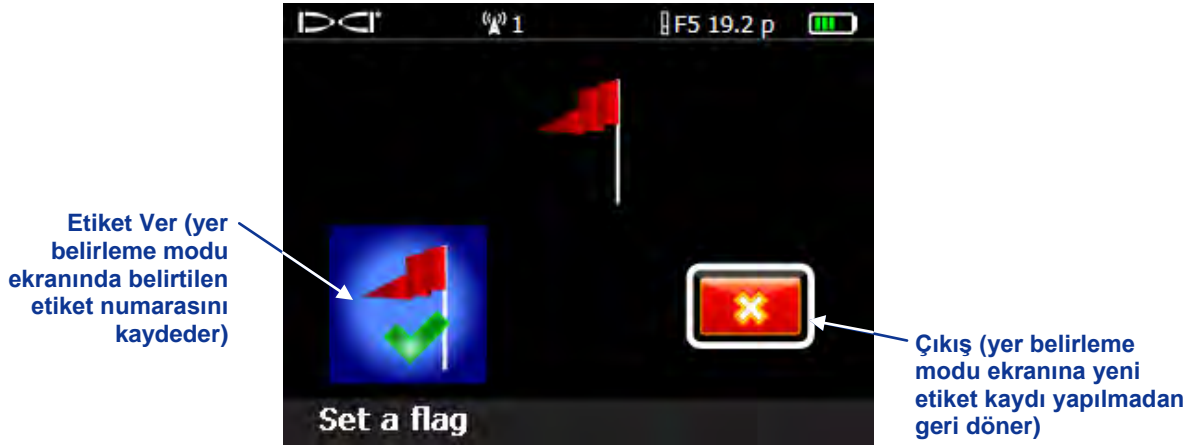 1
F5 19.2 p
Etiket Ver (yer
belirleme modu
ekranında belirtilen
etiket numarasını
kaydeder)
Çıkış (yer belirleme
modu ekranına yeni
etiket kaydı yapılmadan
geri döner)
Set a flag